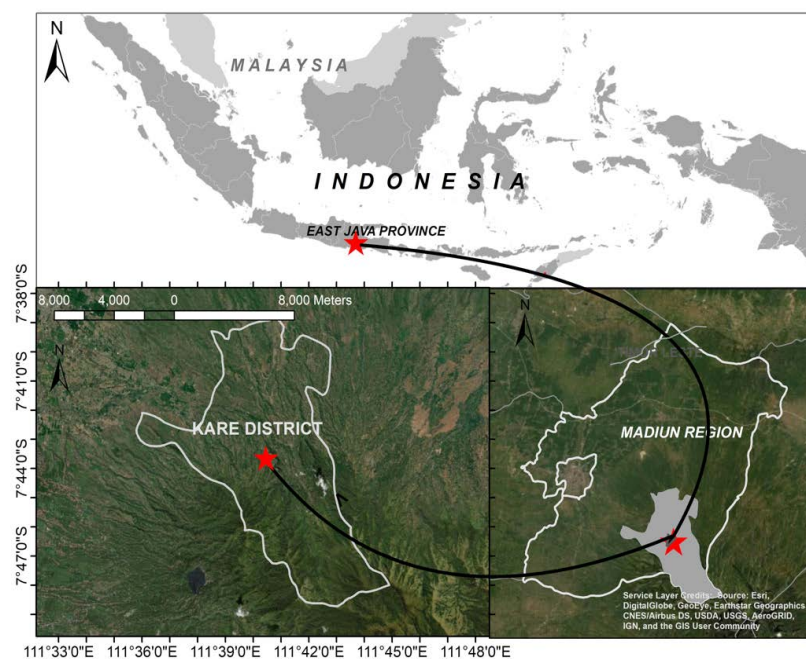 N
MALAYSIA
INDONESIA
EAST JAVA PROVINCE
8,000 4,000 0 8,000 Meters
N
KARE DISTRICT
7°38'0"S
7°41'0"S
7°44'0"S
7°47'0"S
111°33'0"E 111°36'0"E 111°39'0"E 111°42'0"E 111°45'0"E 111°48'0"E
N
MADIUN REGION
Service Layer Credits: Source: Esri,
DigitalGlobe, GeoEye, Earthstar Geographics,
CNES/Airbus DS, USDA, USGS, AeroGRID,
IGN, and the GIS User Community